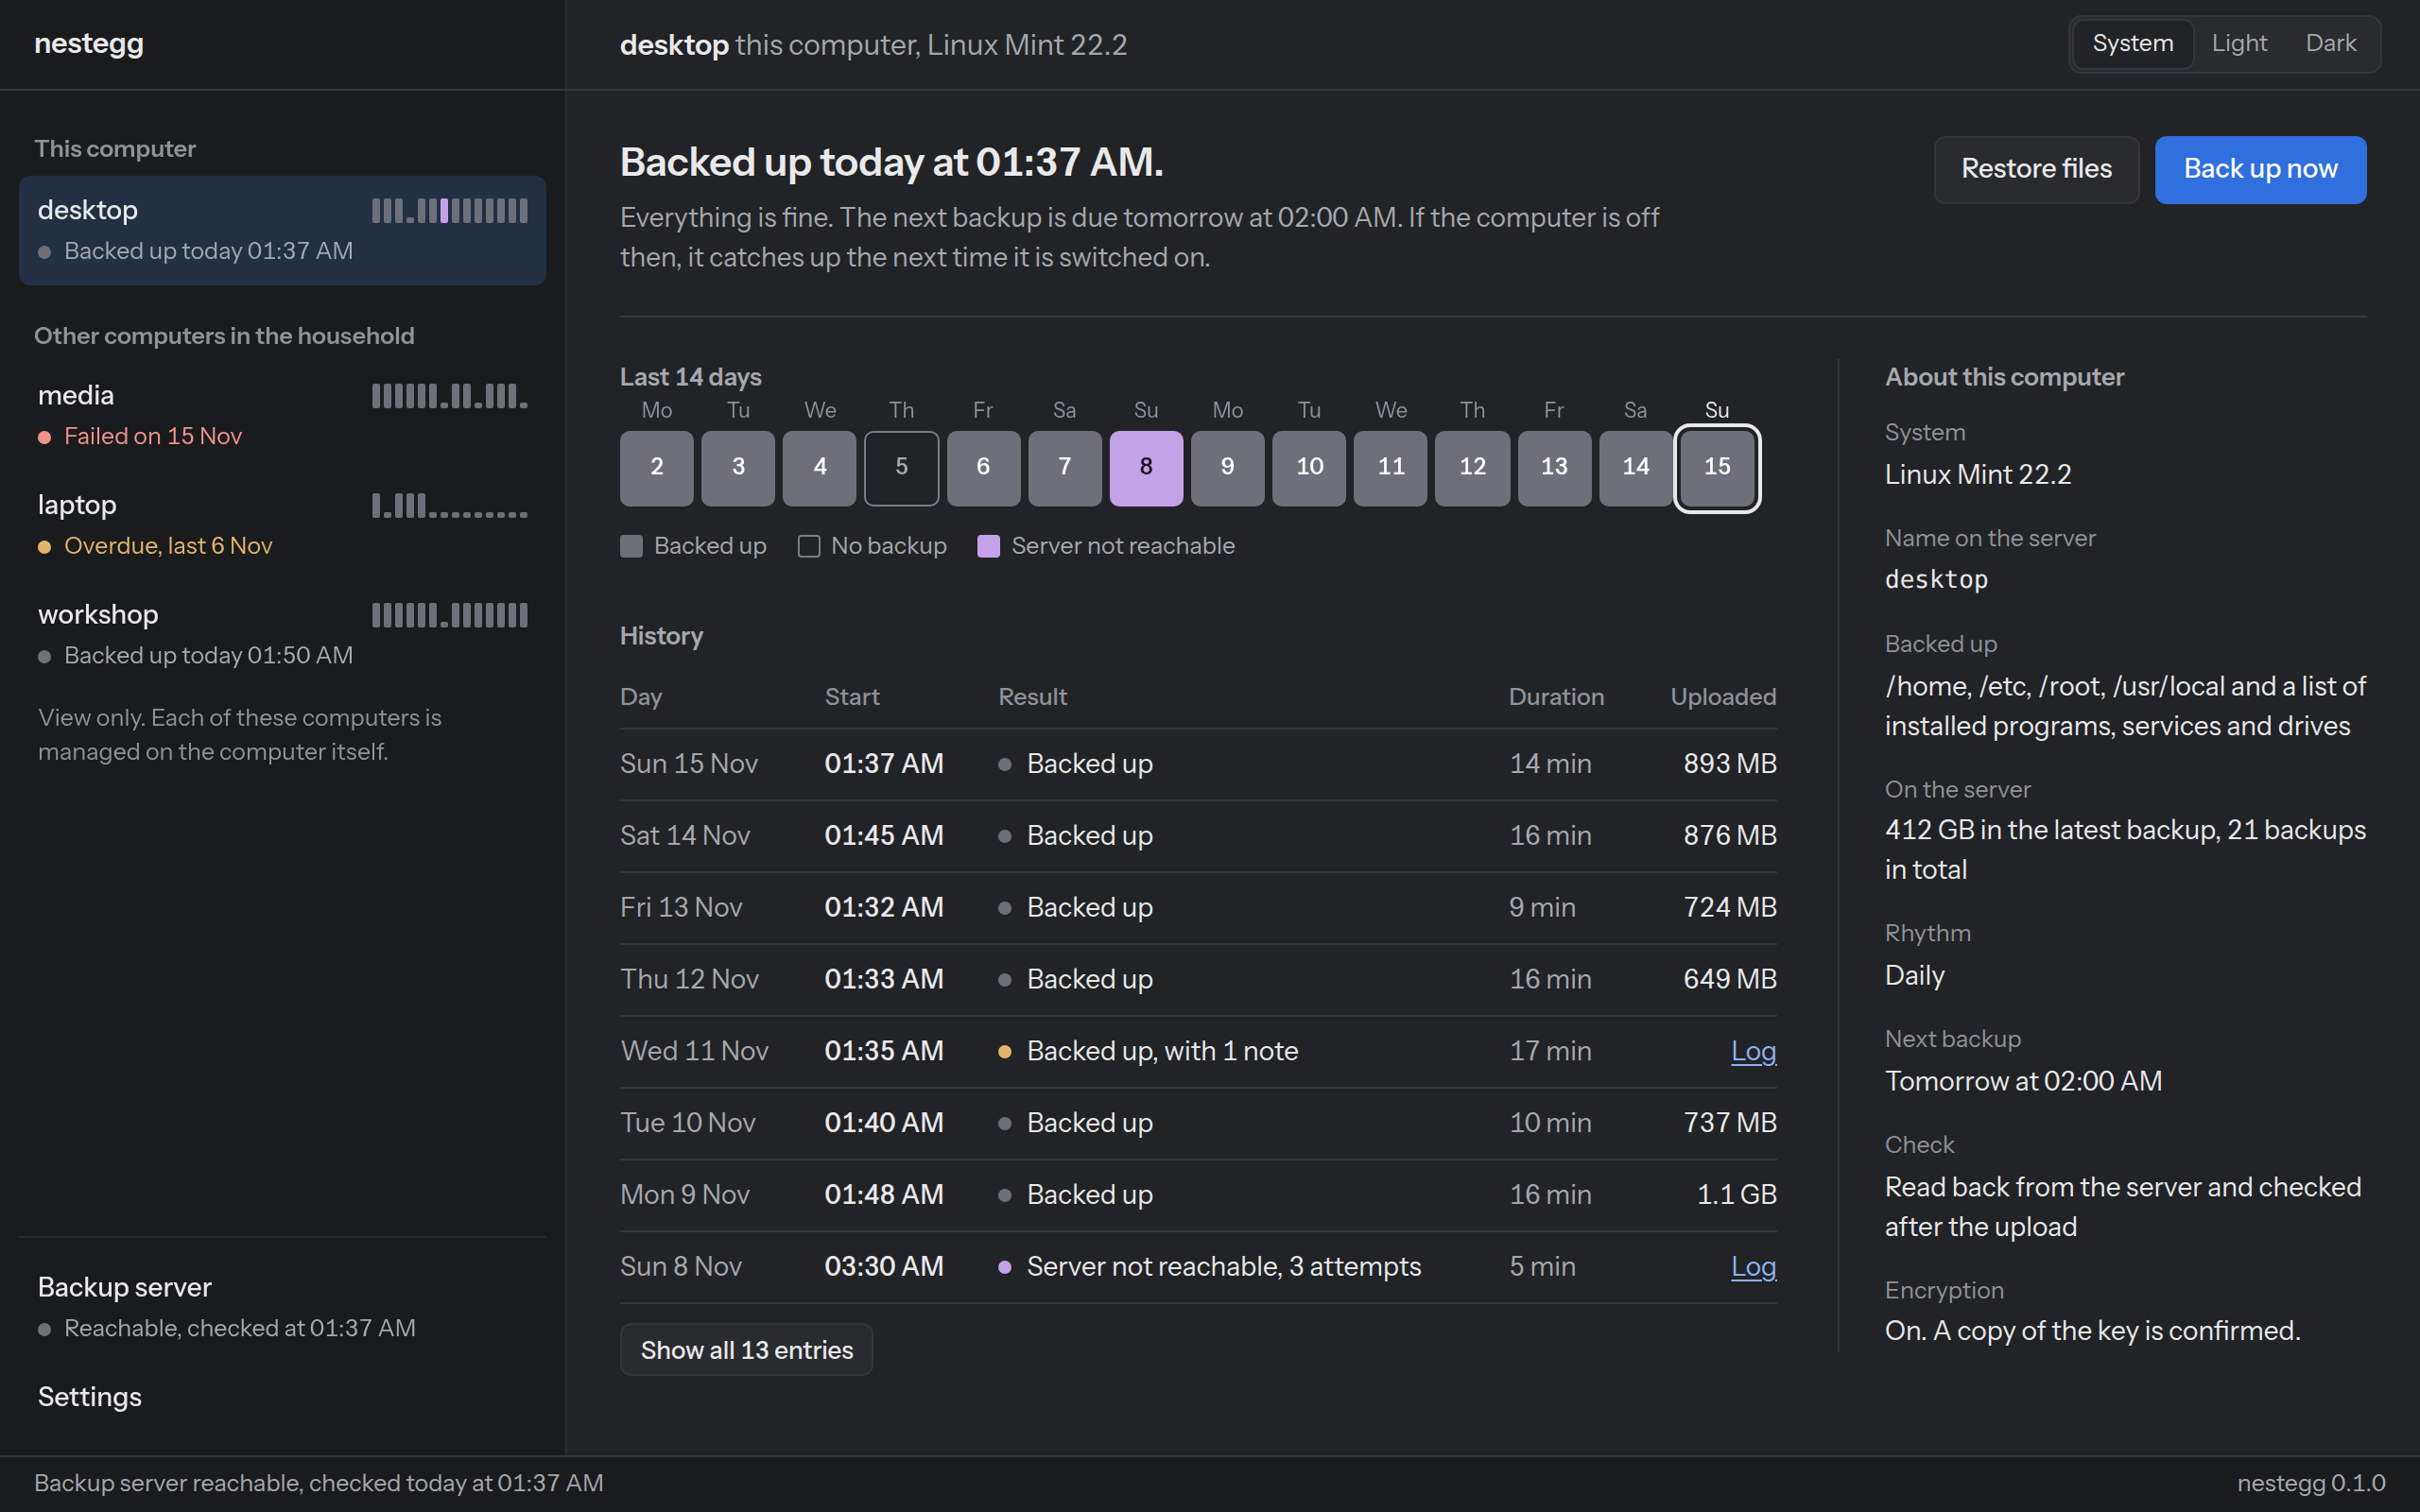 nestegg
desktop this computer, Linux Mint 22.2
System Light Dark
This computer
desktop
Backed up today 01:37 AM
Other computers in the household
media
Failed on 15 Nov
laptop
Overdue, last 6 Nov
workshop
Backed up today 01:50 AM
View only. Each of these computers is
managed on the computer itself.
Backup server
Reachable, checked at 01:37 AM
Settings
Backed up today at 01:37 AM.
Everything is fine. The next backup is due tomorrow at 02:00 AM. If the computer is off
then, it catches up the next time it is switched on.
Restore files
Back up now
Last 14 days
Mo Tu We Th Fr Sa Su Mo Tu We Th Fr Sa Su
2 3 4 5 6 7 8 9 10 11 12 13 14 15
Backed up No backup Server not reachable
History
Day Start Result Duration Uploaded
Sun 15 Nov 01:37 AM Backed up 14 min 893 MB
Sat 14 Nov 01:45 AM Backed up 16 min 876 MB
Fri 13 Nov 01:32 AM Backed up 9 min 724 MB
Thu 12 Nov 01:33 AM Backed up 16 min 649 MB
Wed 11 Nov 01:35 AM Backed up, with 1 note 17 min Log
Tue 10 Nov 01:40 AM Backed up 10 min 737 MB
Mon 9 Nov 01:48 AM Backed up 16 min 1.1 GB
Sun 8 Nov 03:30 AM Server not reachable, 3 attempts 5 min Log
Show all 13 entries
About this computer
System
Linux Mint 22.2
Name on the server
desktop
Backed up
/home, /etc, /root, /usr/local and a list of
installed programs, services and drives
On the server
412 GB in the latest backup, 21 backups
in total
Rhythm
Daily
Next backup
Tomorrow at 02:00 AM
Check
Read back from the server and checked
after the upload
Encryption
On. A copy of the key is confirmed.
Backup server reachable, checked today at 01:37 AM
nestegg 0.1.0